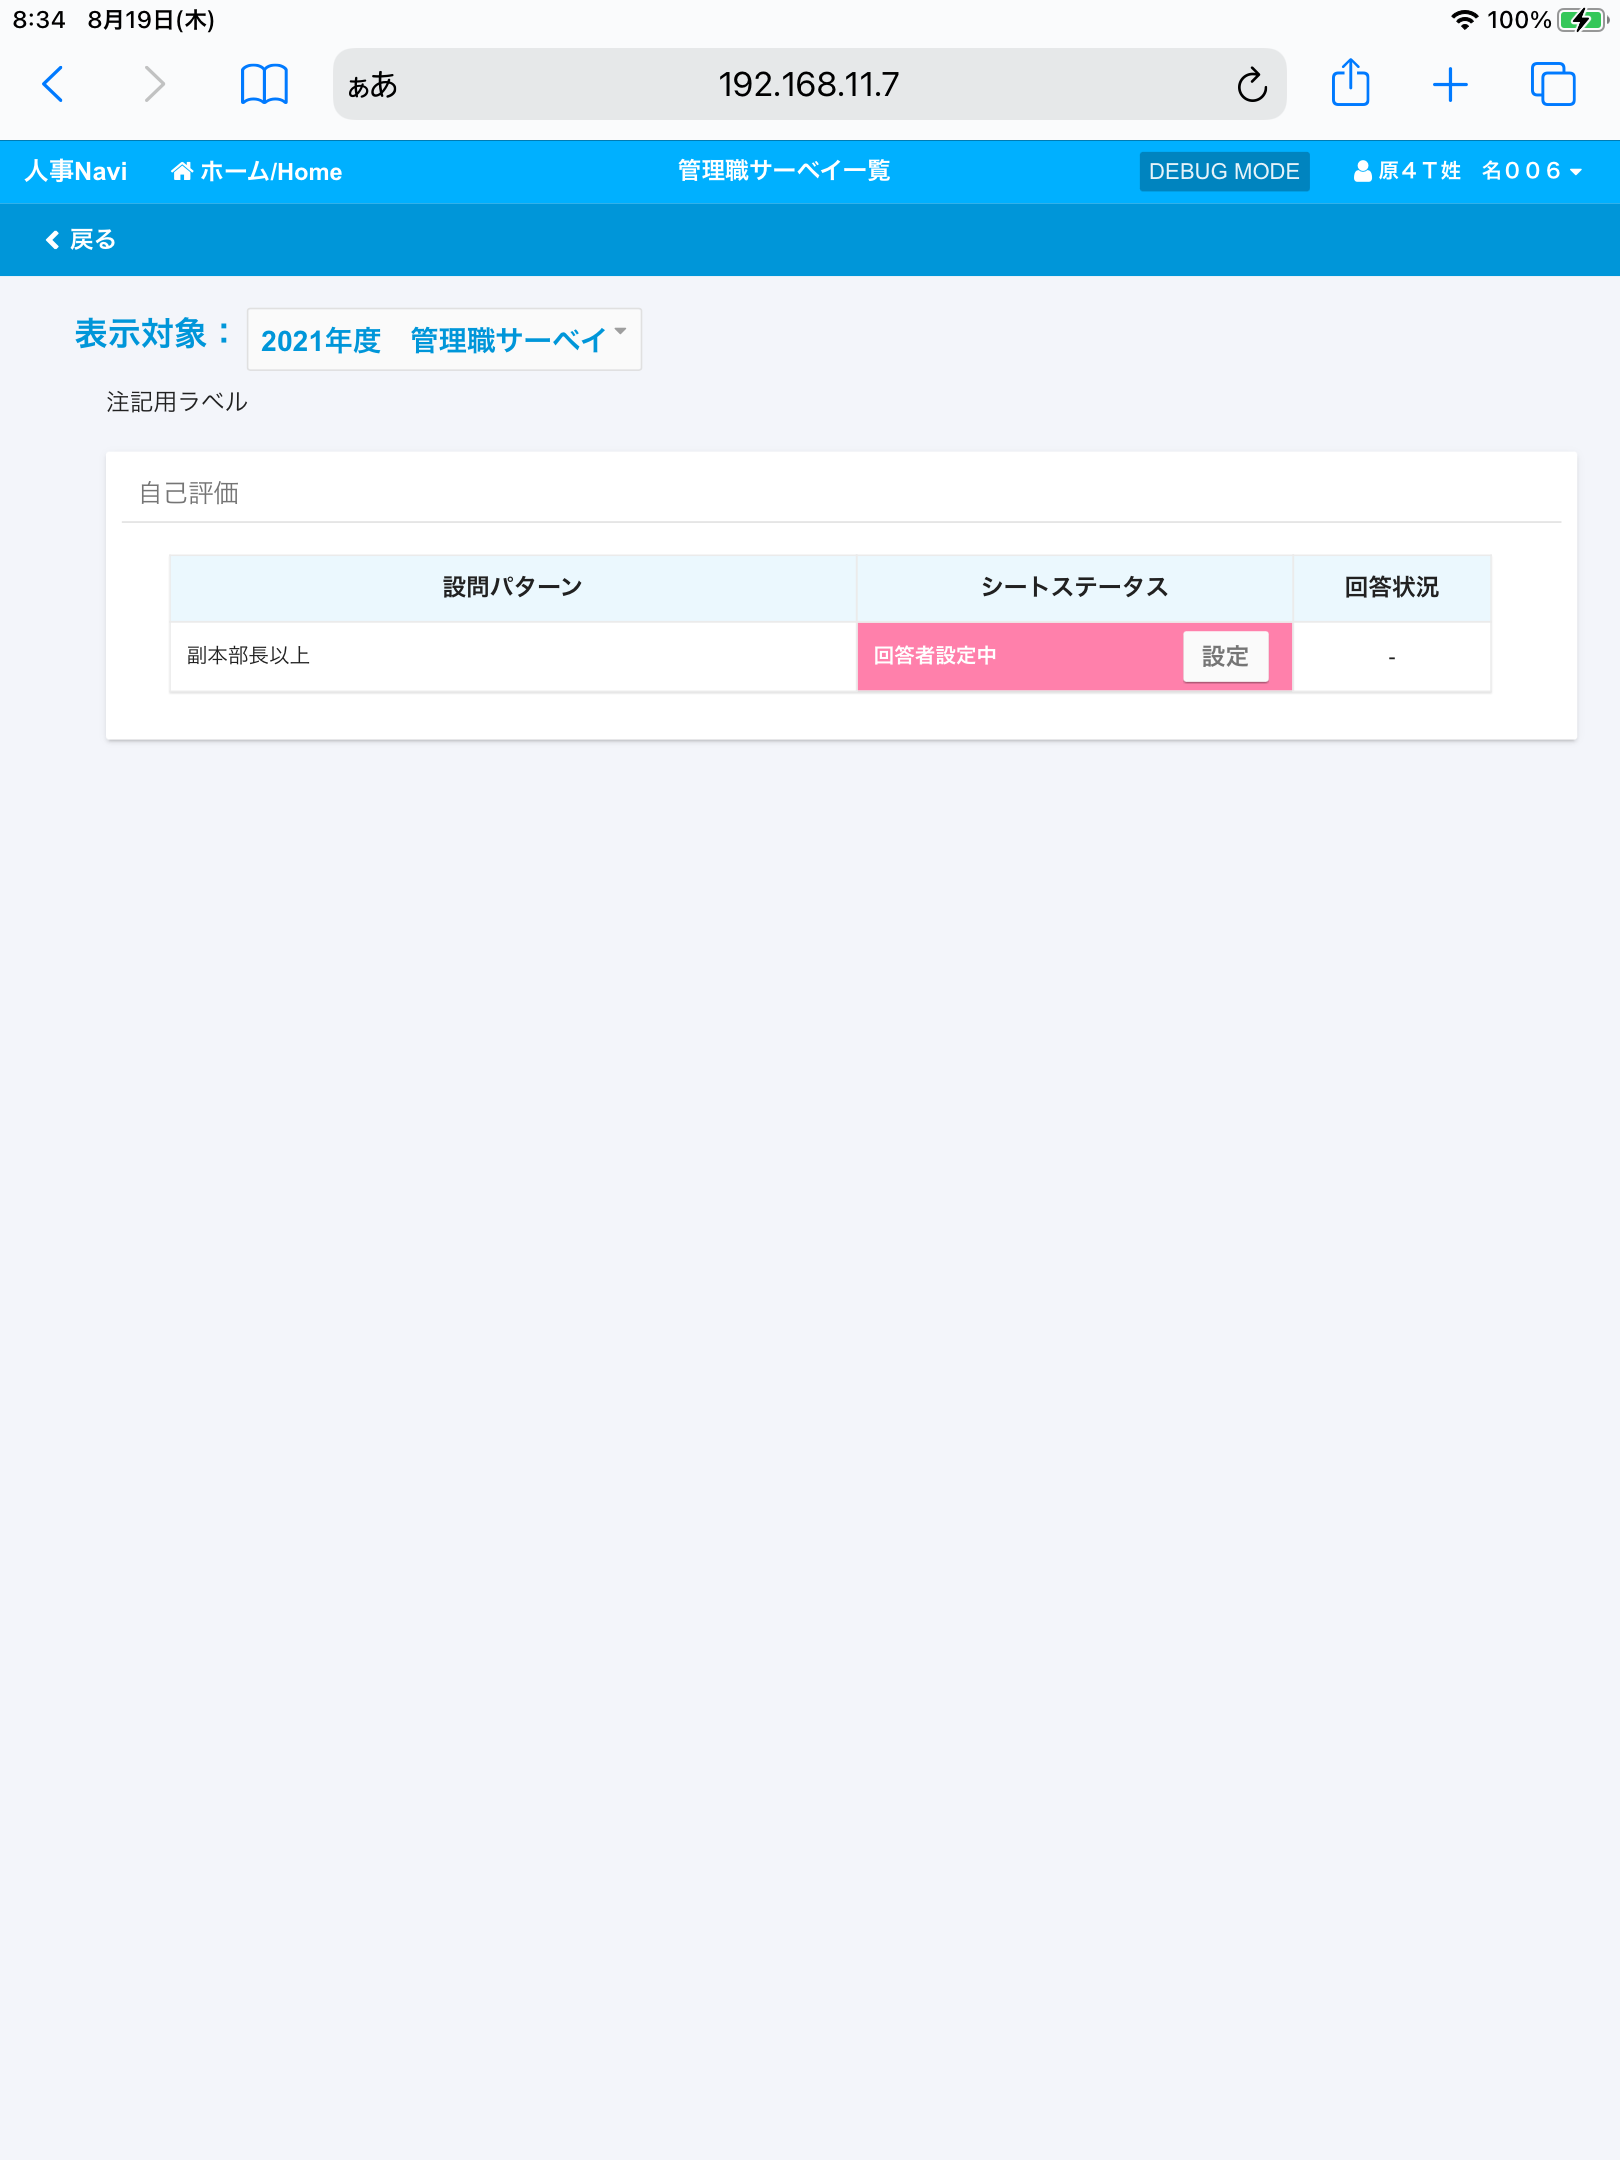 8:34 8月19日(木) 100%
ぁあ 192.168.11.7
人事Navi ホーム/Home 管理職サーベイ一覧 DEBUG MODE 原４Ｔ姓　名００６
戻る
表示対象： 2021年度　管理職サーベイ
注記用ラベル
自己評価
設問パターン シートステータス 回答状況
副本部長以上 回答者設定中 設定 -